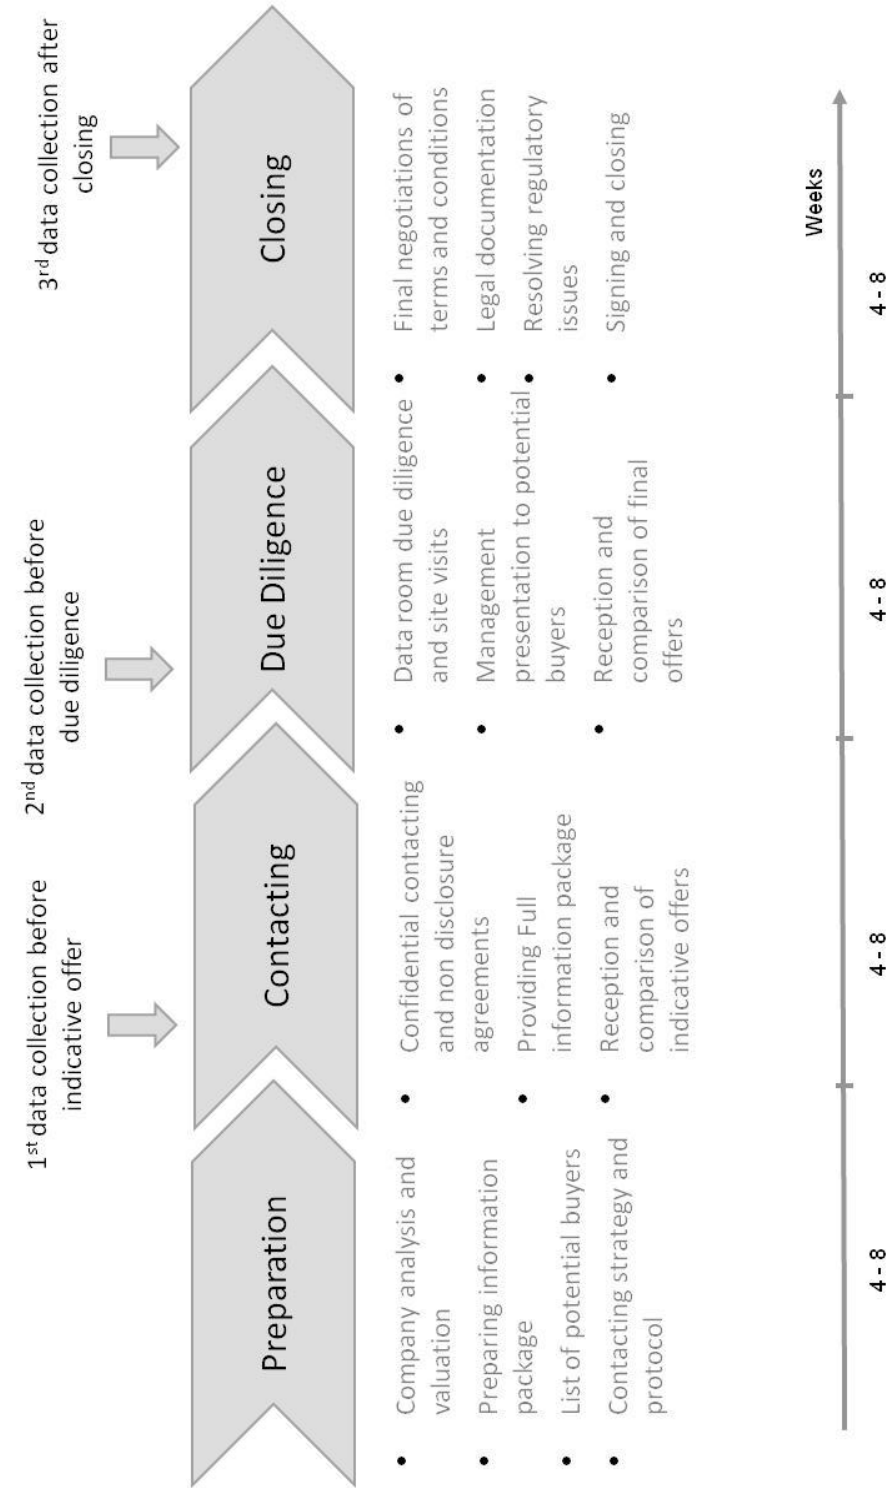 1st data collection before
indicative offer
2nd data collection before
due diligence
3rd data collection after
closing
Preparation
Contacting
Due Diligence
Closing
• Company analysis and
valuation
• Preparing information
package
• List of potential buyers
• Contacting strategy and
protocol
• Confidential contacting
and non disclosure
agreements
• Providing Full
information package
• Reception and
comparison of
indicative offers
• Data room due diligence
and site visits
• Management
presentation to potential
buyers
• Reception and
comparison of final
offers
• Final negotiations of
terms and conditions
• Legal documentation
• Resolving regulatory
issues
• Signing and closing
Weeks
4 - 8
4 - 8
4 - 8
4 - 8